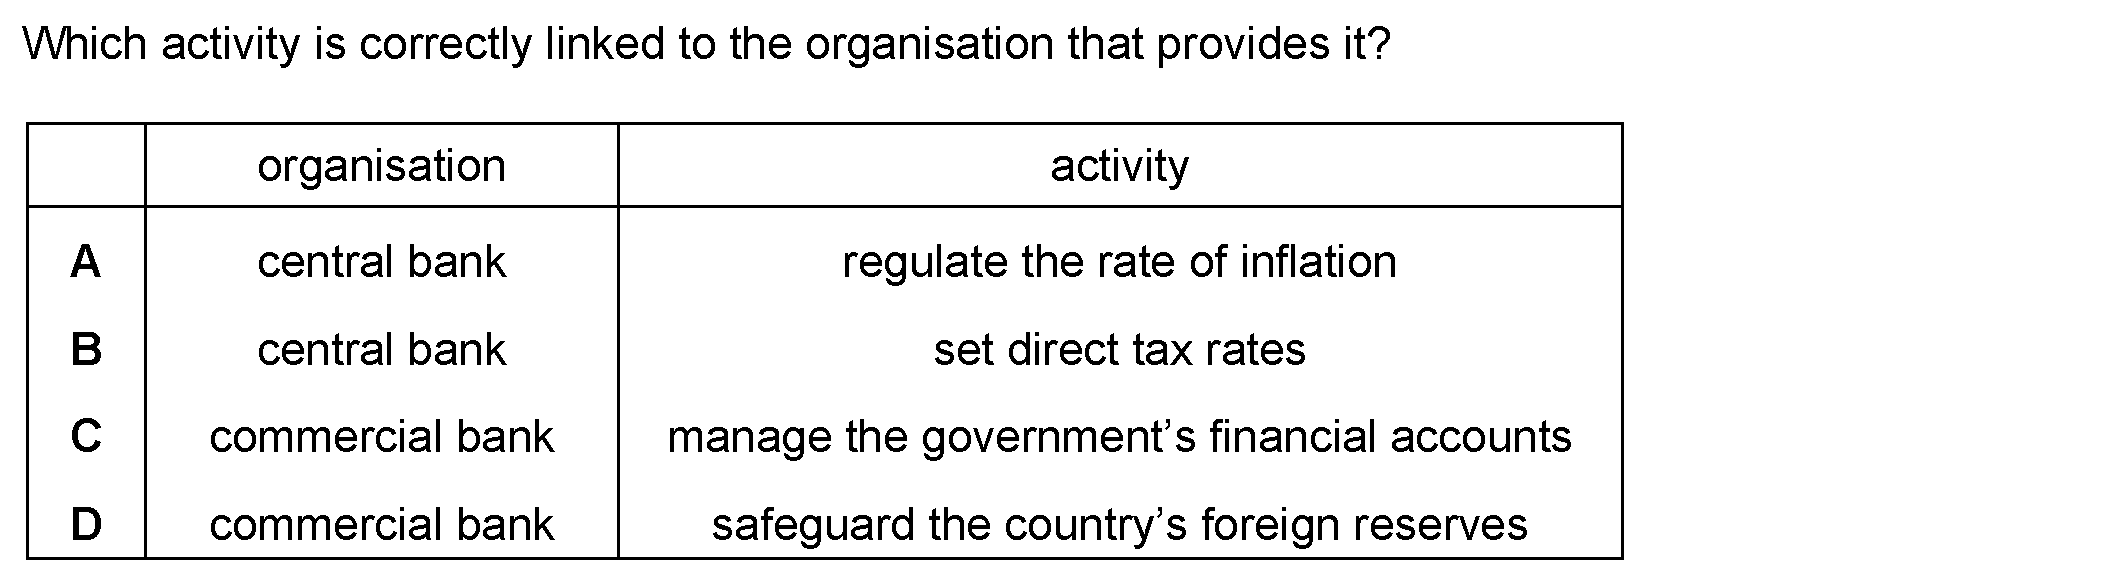 Which activity is correctly linked to the organisation that provides it?
organisation activity
A central bank regulate the rate of inflation
B central bank set direct tax rates
C commercial bank manage the government’s financial accounts
D commercial bank safeguard the country’s foreign reserves